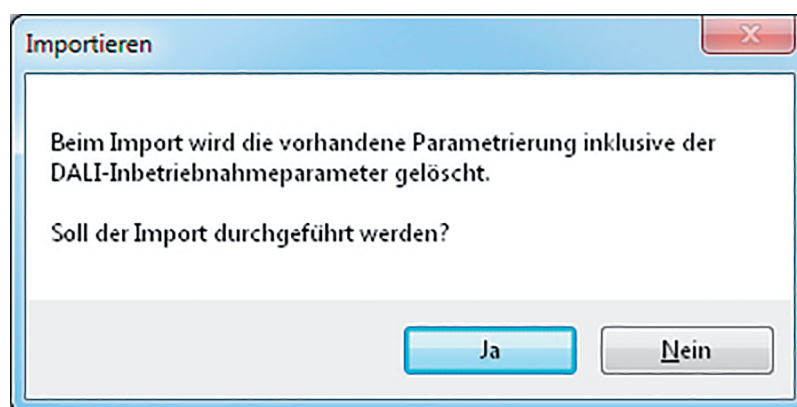 Importieren
Beim Import wird die vorhandene Parametrierung inklusive der
DALI-Inbetriebnahmeparameter gelöscht.
Soll der Import durchgeführt werden?
Ja
Nein